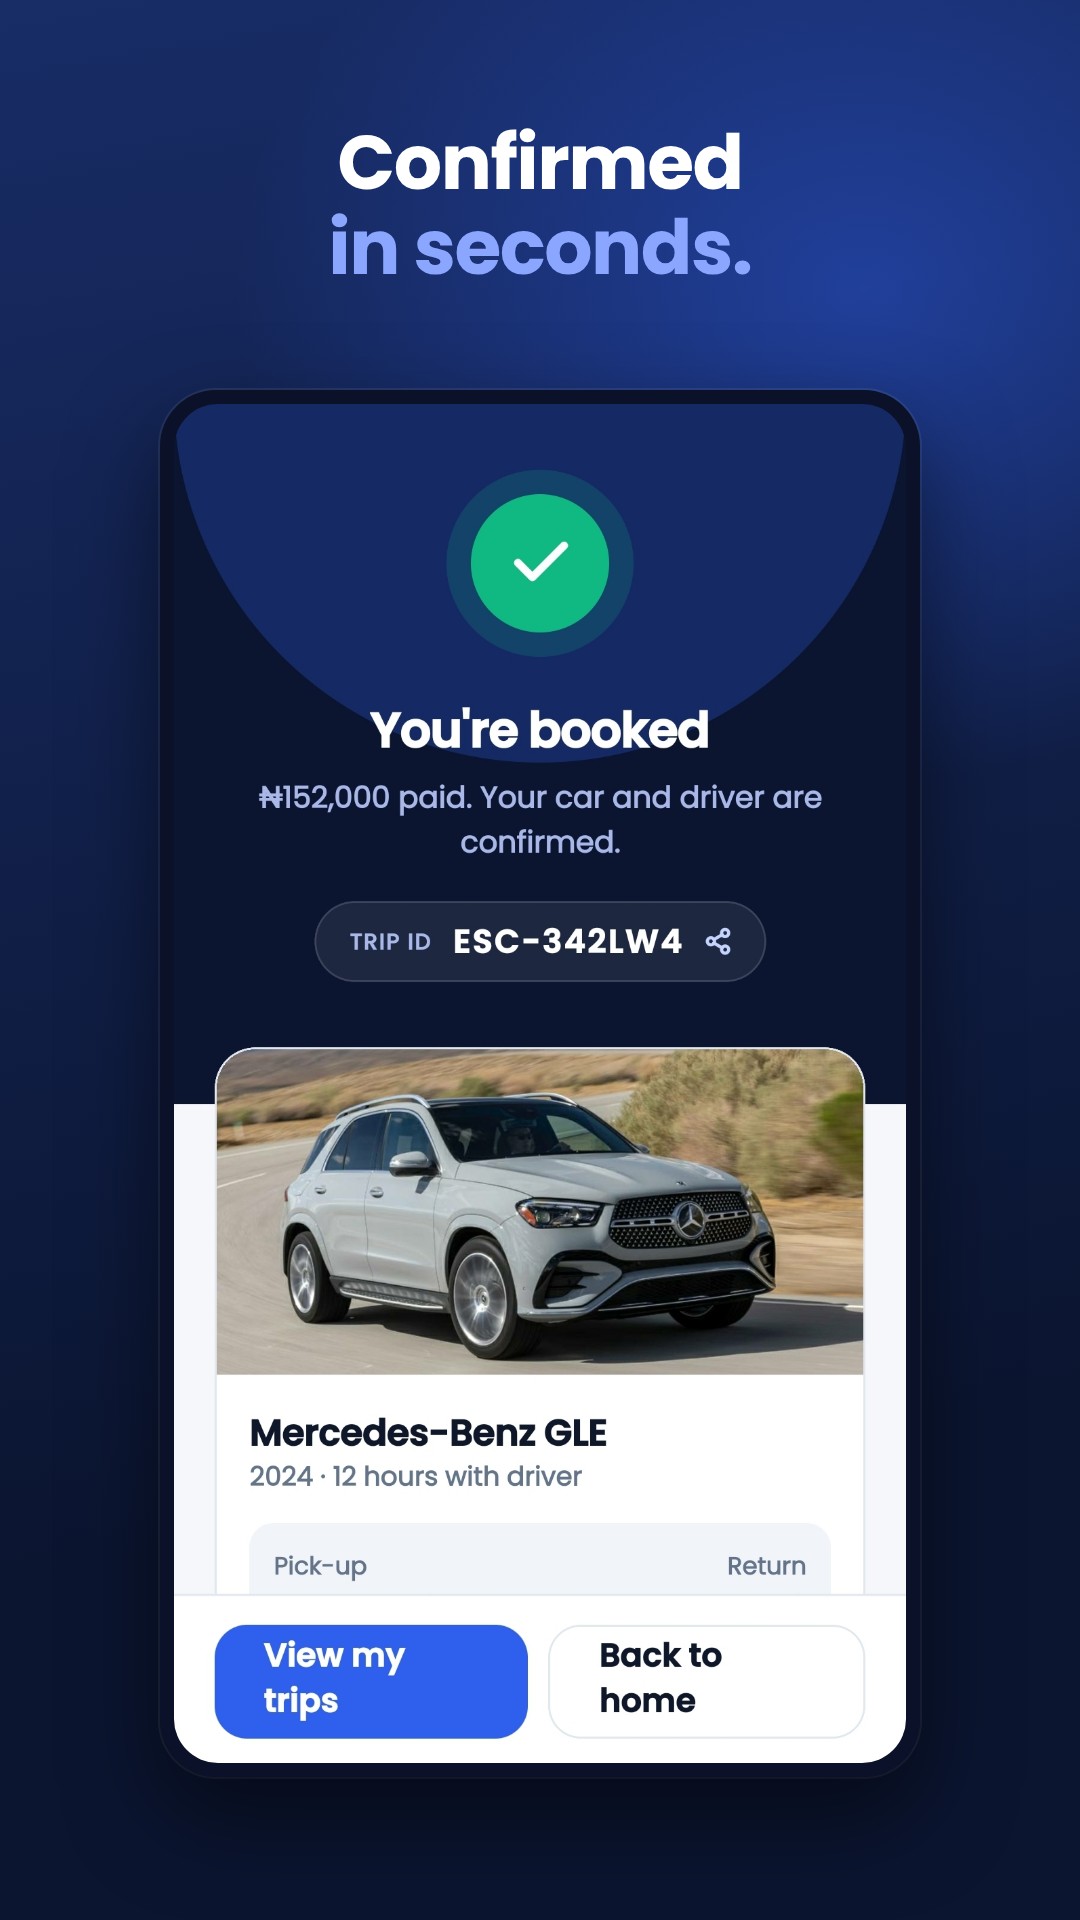 Confirmed
in seconds.
You're booked
₦152,000 paid. Your car and driver are
confirmed.
TRIP ID ESC-342LW4
Mercedes-Benz GLE
2024 · 12 hours with driver
Pick-up Return
View my
trips
Back to
home